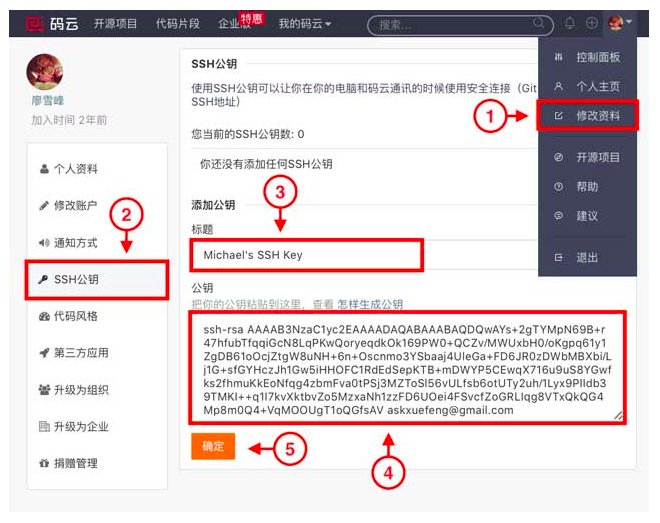 码云 开源项目 代码片段 企业版 特惠 我的码云 搜索...
廖雪峰
加入时间 2年前
个人资料
修改账户
通知方式
SSH公钥
代码风格
第三方应用
升级为组织
升级为企业
捐赠管理
SSH公钥
使用SSH公钥可以让你在你的电脑和码云通讯的时候使用安全连接（Git
SSH地址）
您当前的SSH公钥数: 0
你还没有添加任何SSH公钥
添加公钥
标题
Michael's SSH Key
公钥
把你的公钥粘贴到这里，查看 怎样生成公钥
ssh-rsa AAAAB3NzaC1yc2EAAAADAQABAAABAQDQwAYs+2gTYMpN69B+r
47hfubTfqqiGcN8LqPKwQoryeqdkOk169PW0+QCZv/MWUxbH0/oKgpq61y1
ZgDB61oOcjZtgW8uNH+6n+Oscnmo3YSbaaj4UleGa+FD6JR0zDWbMBXbi/L
j1G+sfGYHczJh1Gw5iHHOFC1RdEdSepKTB+mDWYP5CEwqX716u9uS8YGwf
ks2fhmuKkEoNfqg4zbmFva0tPSj3MZToSl56vULfsb6otUTy2uh/1Lyx9PIIdb3
9TMKI++q1I7kvXktbvZo5MzxaNh1zzFD6UOei4FSvcfZoGRLIqg8VTxQkQG4
Mp8m0Q4+VqMOOUgT1oQGfsAV askxuefeng@gmail.com
确定
控制面板
个人主页
修改资料
开源项目
帮助
建议
退出
1
2
3
4
5